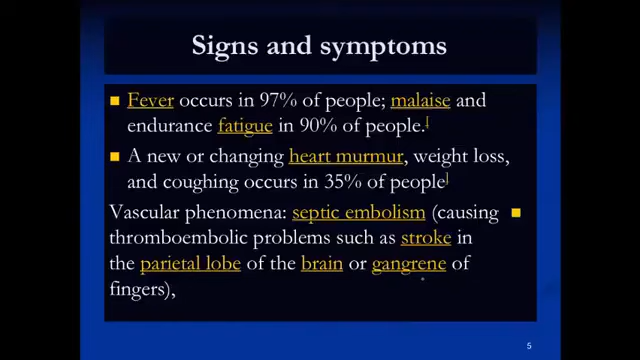 Signs and symptoms
■ Fever occurs in 97% of people; malaise and
endurance fatigue in 90% of people.[
■ A new or changing heart murmur, weight loss,
and coughing occurs in 35% of people]
Vascular phenomena: septic embolism (causing ■
thromboembolic problems such as stroke in
the parietal lobe of the brain or gangrene of
fingers),
5